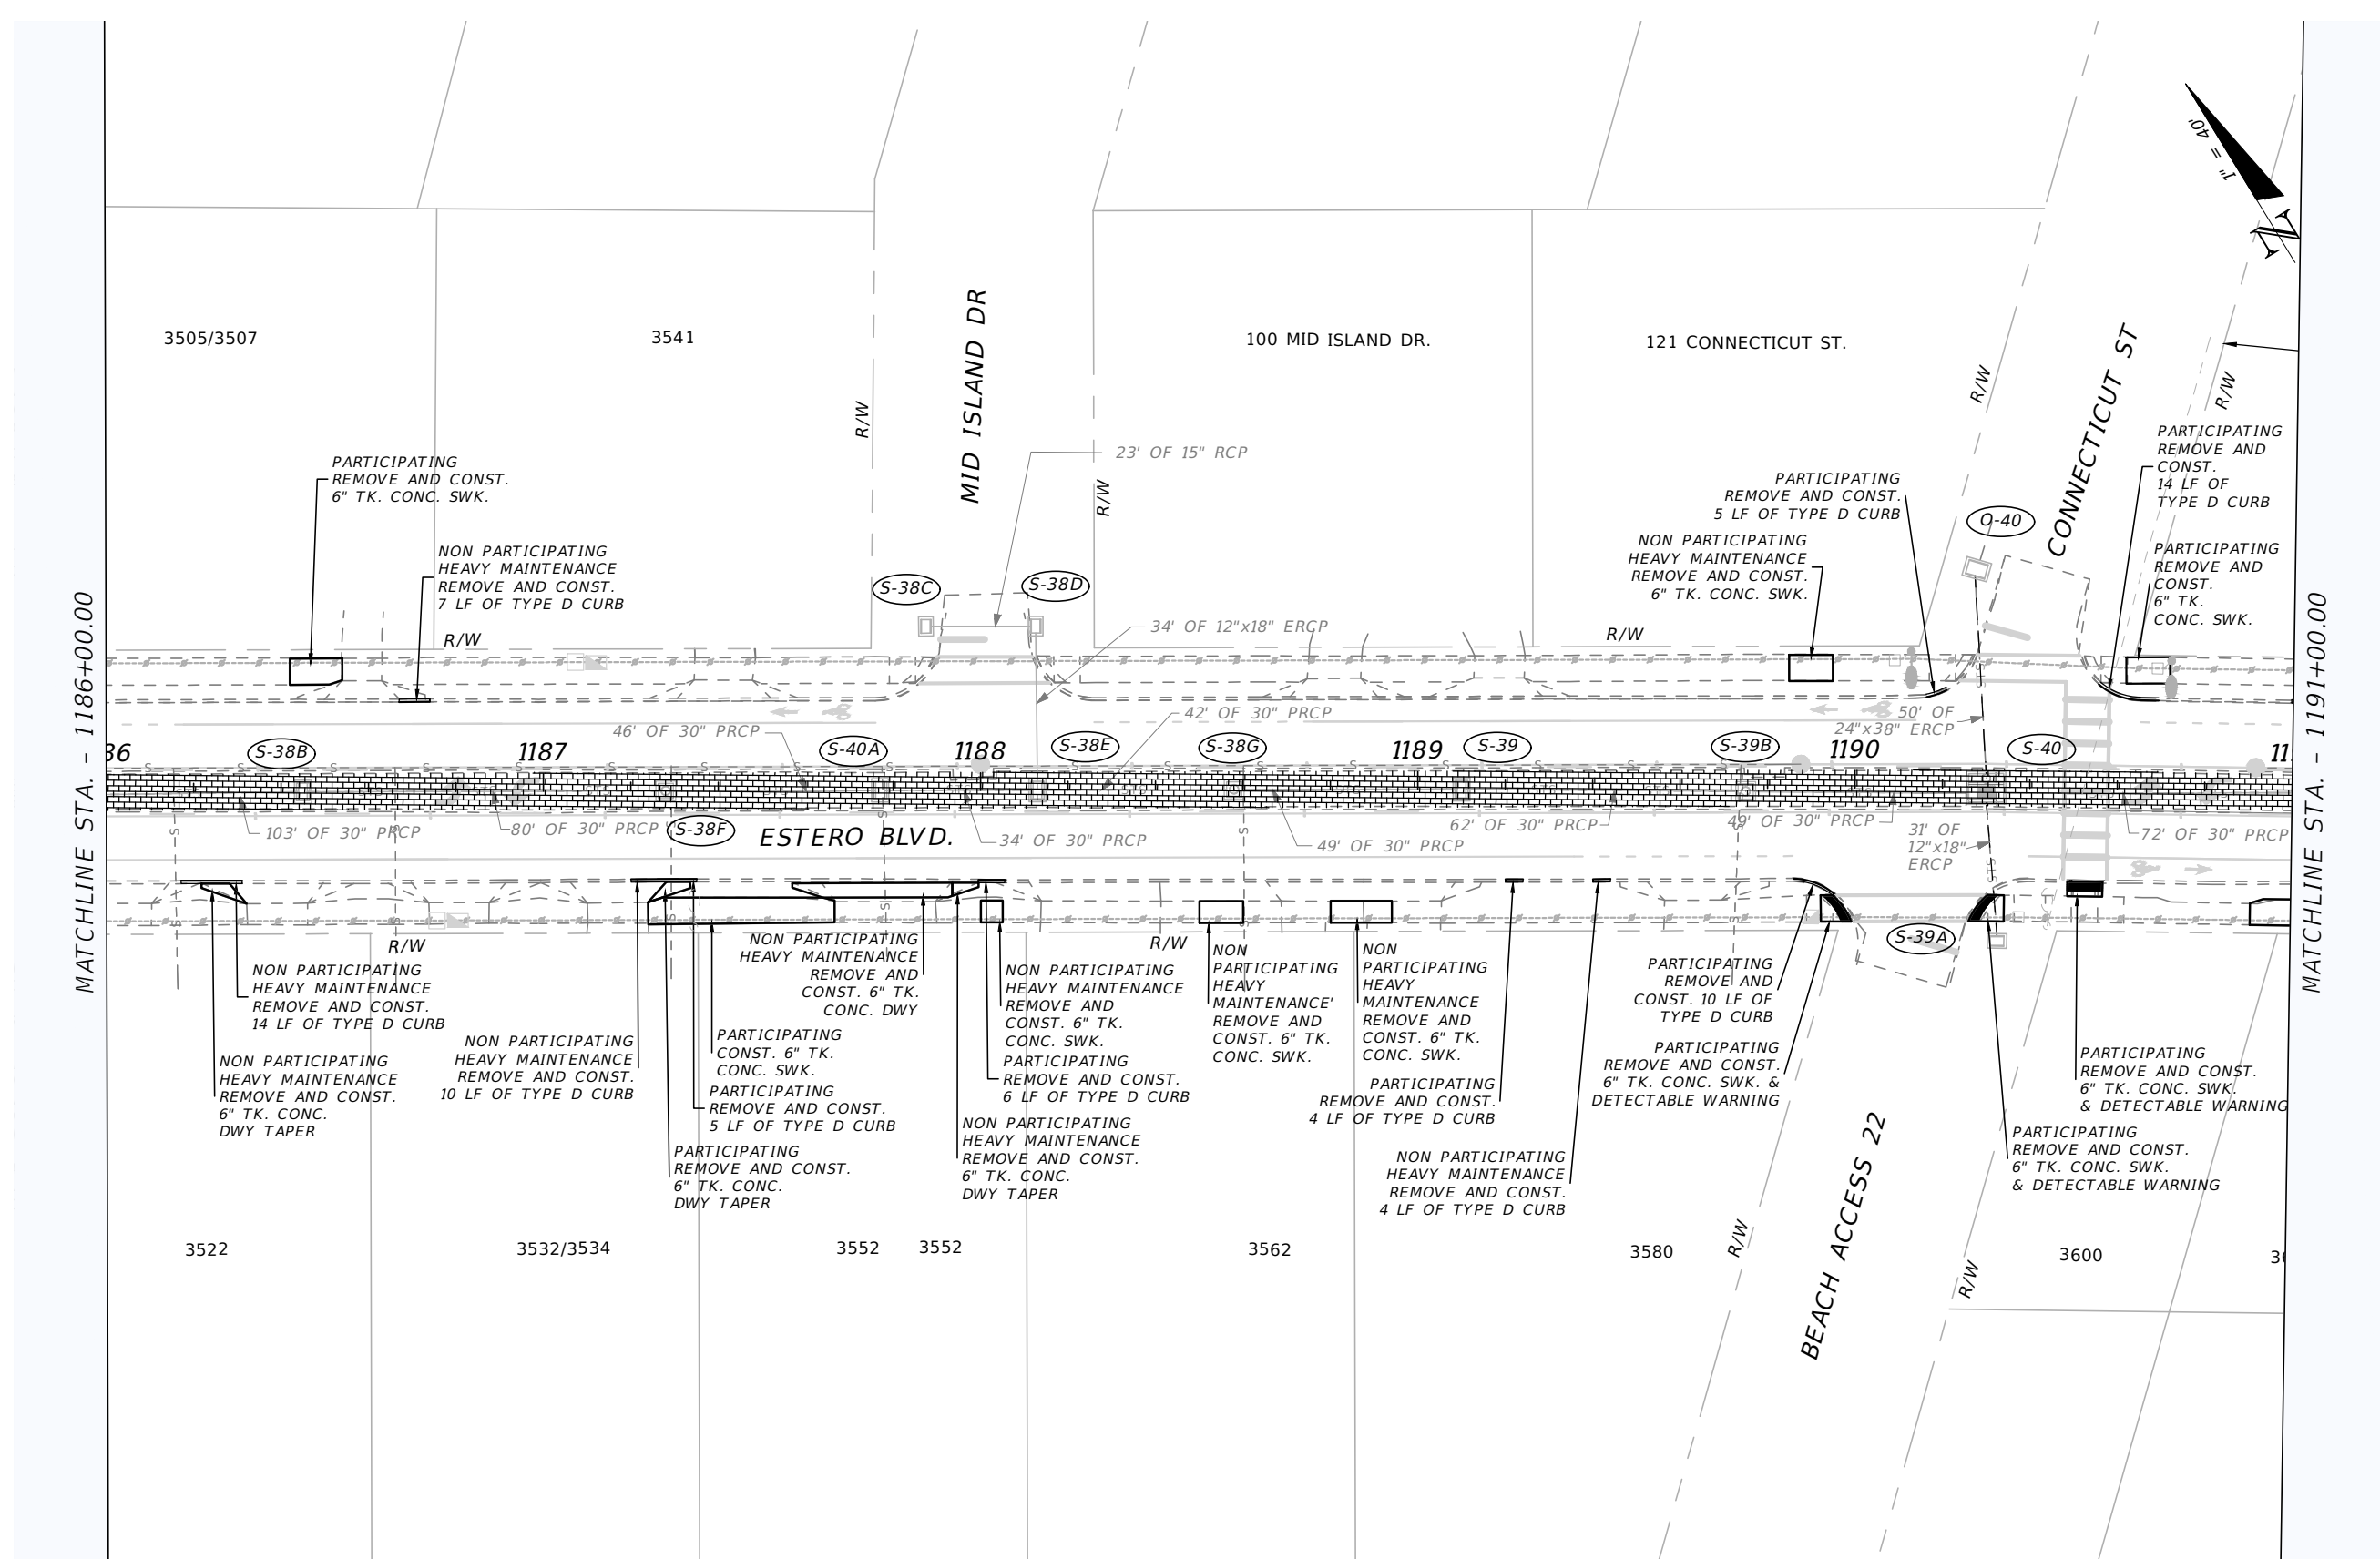 1" = 40'
N
3505/3507
3541
100 MID ISLAND DR.
121 CONNECTICUT ST.
MID ISLAND DR
CONNECTICUT ST
R/W
R/W
R/W
R/W
23' OF 15" RCP
PARTICIPATING
REMOVE AND CONST.
6" TK. CONC. SWK.
NON PARTICIPATING
HEAVY MAINTENANCE
REMOVE AND CONST.
7 LF OF TYPE D CURB
R/W
PARTICIPATING
REMOVE AND CONST.
5 LF OF TYPE D CURB
NON PARTICIPATING
HEAVY MAINTENANCE
REMOVE AND CONST.
6" TK. CONC. SWK.
PARTICIPATING
REMOVE AND
CONST.
14 LF OF
TYPE D CURB
PARTICIPATING
REMOVE AND
CONST.
6" TK.
CONC. SWK.
O-40
S-38C
S-38D
34' OF 12"x18" ERCP
R/W
MATCHLINE STA. - 1186+00.00
MATCHLINE STA. - 1191+00.00
46' OF 30" PRCP
42' OF 30" PRCP
50' OF
24"x38" ERCP
36
S-38B
1187
S-40A
1188
S-38E
S-38G
1189
S-39
S-39B
1190
S-40
119
103' OF 30" PRCP
80' OF 30" PRCP
S-38F
ESTERO BLVD.
34' OF 30" PRCP
49' OF 30" PRCP
62' OF 30" PRCP
49' OF 30" PRCP
31' OF
12"x18"
ERCP
72' OF 30" PRCP
R/W
R/W
S-39A
NON PARTICIPATING
HEAVY MAINTENANCE
REMOVE AND CONST.
14 LF OF TYPE D CURB
NON PARTICIPATING
HEAVY MAINTENANCE
REMOVE AND CONST.
6" TK. CONC.
DWY TAPER
NON PARTICIPATING
HEAVY MAINTENANCE
REMOVE AND CONST.
10 LF OF TYPE D CURB
NON PARTICIPATING
HEAVY MAINTENANCE
REMOVE AND
CONST. 6" TK.
CONC. DWY
PARTICIPATING
CONST. 6" TK.
CONC. SWK.
PARTICIPATING
REMOVE AND CONST.
5 LF OF TYPE D CURB
PARTICIPATING
REMOVE AND CONST.
6" TK. CONC.
DWY TAPER
NON PARTICIPATING
HEAVY MAINTENANCE
REMOVE AND
CONST. 6" TK.
CONC. SWK.
PARTICIPATING
REMOVE AND CONST.
6 LF OF TYPE D CURB
NON PARTICIPATING
HEAVY MAINTENANCE
REMOVE AND CONST.
6" TK. CONC.
DWY TAPER
NON
PARTICIPATING
HEAVY
MAINTENANCE'
REMOVE AND
CONST. 6" TK.
CONC. SWK.
NON
PARTICIPATING
HEAVY
MAINTENANCE
REMOVE AND
CONST. 6" TK.
CONC. SWK.
PARTICIPATING
REMOVE AND CONST.
4 LF OF TYPE D CURB
NON PARTICIPATING
HEAVY MAINTENANCE
REMOVE AND CONST.
4 LF OF TYPE D CURB
PARTICIPATING
REMOVE AND
CONST. 10 LF OF
TYPE D CURB
PARTICIPATING
REMOVE AND CONST.
6" TK. CONC. SWK. &
DETECTABLE WARNING
PARTICIPATING
REMOVE AND CONST.
6" TK. CONC. SWK.
& DETECTABLE WARNING
PARTICIPATING
REMOVE AND CONST.
6" TK. CONC. SWK.
& DETECTABLE WARNING
BEACH ACCESS 22
R/W
R/W
3522
3532/3534
3552
3552
3562
3580
3600